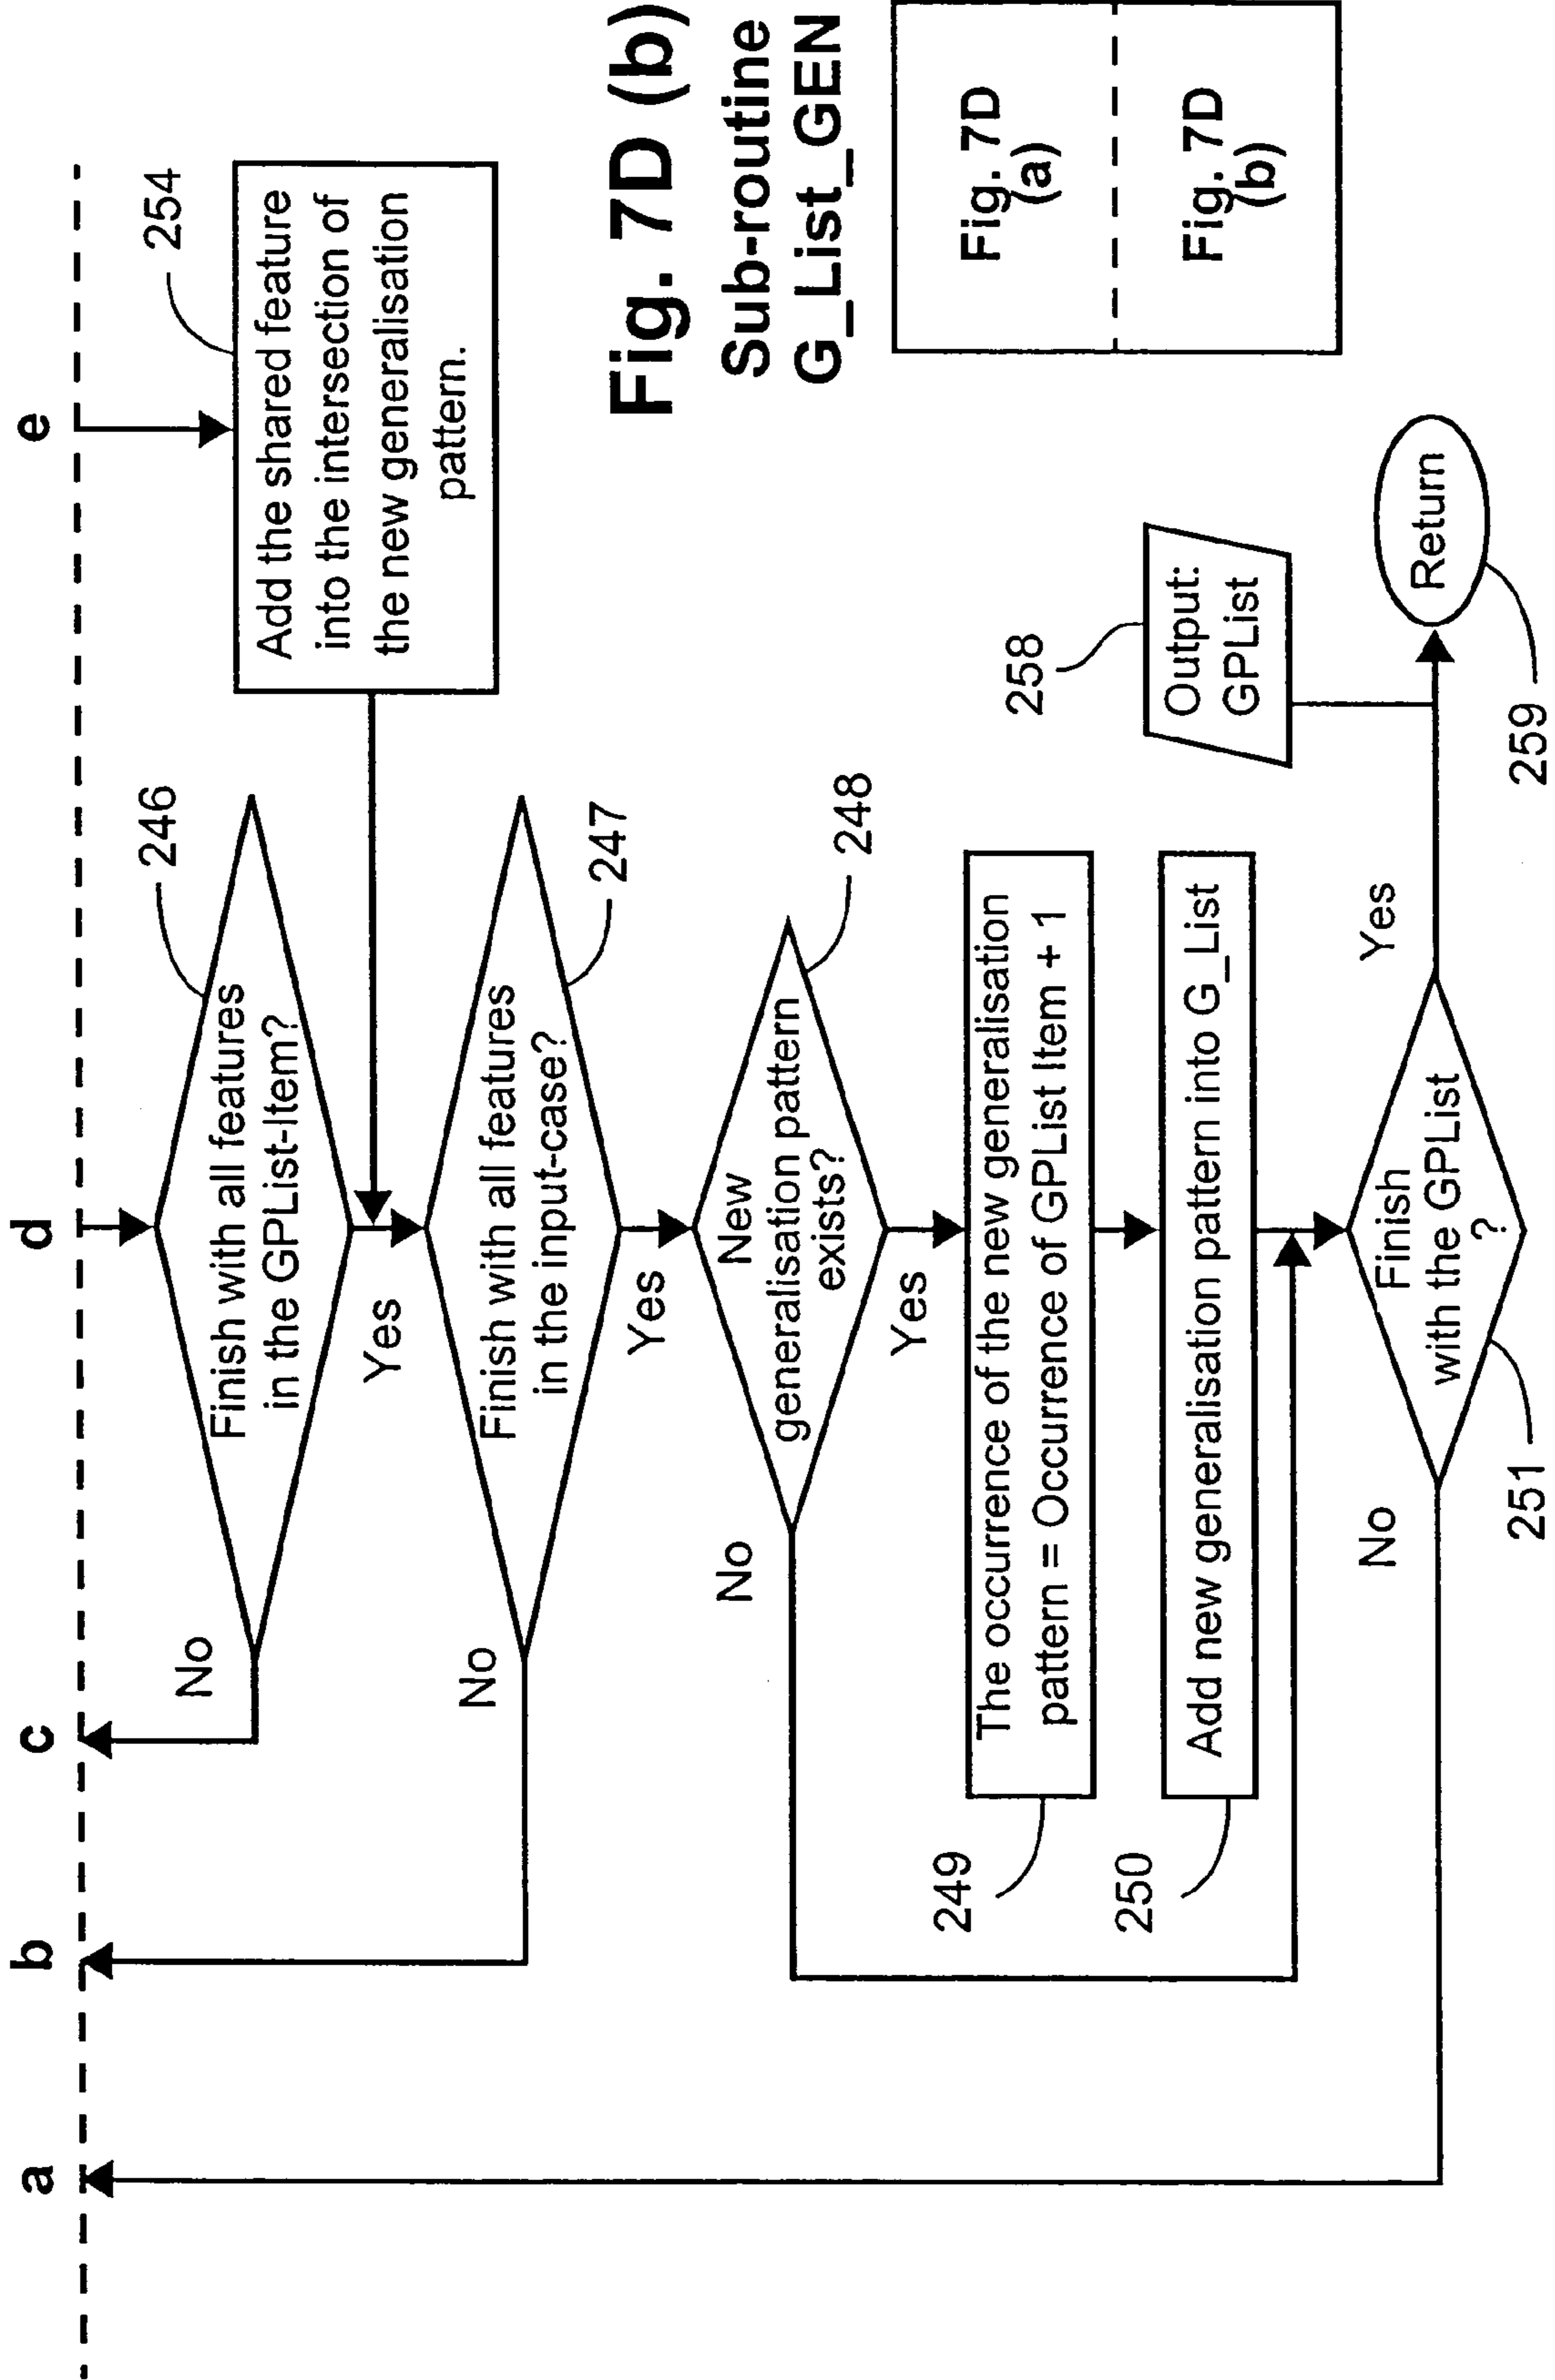 a
b
c
d
e
246
Finish with all features
in the GPList-Item?
No
Yes
254
Add the shared feature
into the intersection of
the new generalisation
pattern.
247
Finish with all features
in the input-case?
No
Yes
248
New
generalisation pattern
exists?
No
Yes
249
The occurrence of the new generalisation
pattern = Occurrence of GPList Item + 1
250
Add new generalisation pattern into G_List
251
Finish
with the GPList
?
No
Yes
258
Output:
GPList
Return
259
Fig. 7D (b)
Sub-routine
G_List_GEN
Fig. 7D
(a)
Fig. 7D
(b)